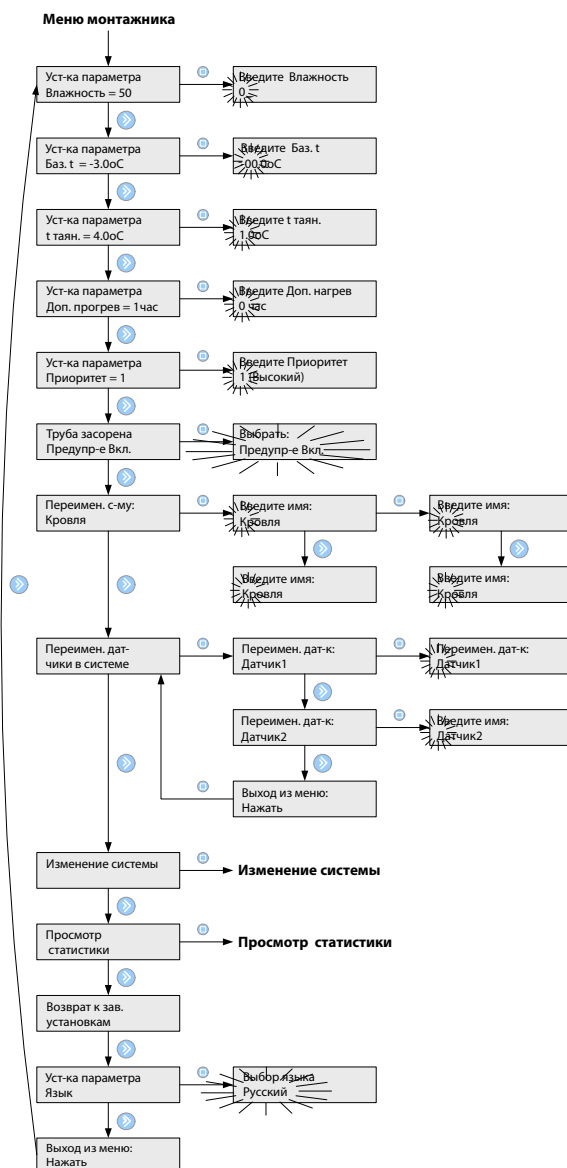 Меню монтажника
Уст-ка параметра
Влажность = 50
Введите Влажность
0
Уст-ка параметра
Баз. t = -3.0oC
Введите Баз. t
-00.0oC
Уст-ка параметра
t таян. = 4.0oC
Введите t таян.
1.0oC
Уст-ка параметра
Доп. прогрев = 1час
Введите Доп. нагрев
0 час
Уст-ка параметра
Приоритет = 1
Введите Приоритет
1 (Высокий)
Труба засорена
Предупр-е Вкл.
Выбрать:
Предупр-е Вкл.
Переимен. с-му:
Кровля
Введите имя:
Кровля
Введите имя:
Кровля
Введите имя:
Кровля
Введите имя:
Кровля
Переимен. дат-
чики в системе
Переимен. дат-к:
Датчик1
Переимен. дат-к:
Датчик1
Переимен. дат-к:
Датчик2
Введите имя:
Датчик2
Выход из меню:
Нажать
Изменение системы
Изменение системы
Просмотр
статистики
Просмотр статистики
Возврат к зав.
установкам
Уст-ка параметра
Язык
Выбор языка
Русский
Выход из меню:
Нажать